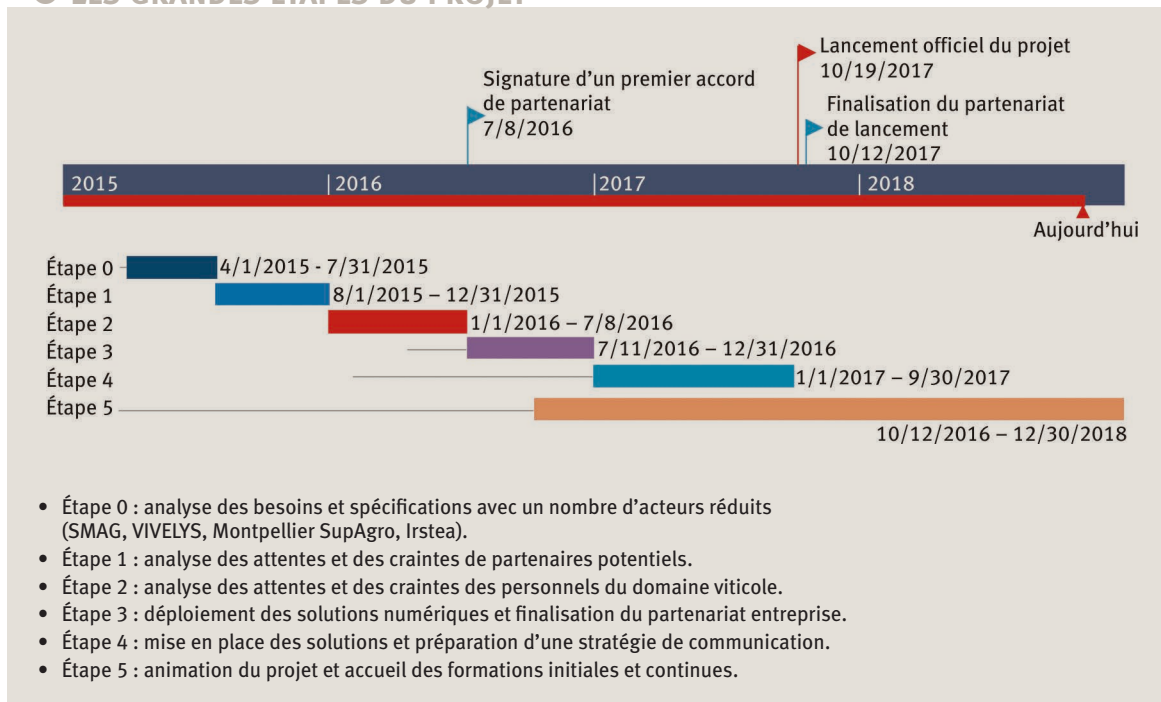 LES GRANDES ÉTAPES DU PROJET
Lancement officiel du projet
10/19/2017
Signature d’un premier accord
de partenariat
7/8/2016
Finalisation du partenariat
de lancement
10/12/2017
2015 2016 2017 2018
Aujourd’hui
Étape 0 4/1/2015 - 7/31/2015
Étape 1 8/1/2015 – 12/31/2015
Étape 2 1/1/2016 – 7/8/2016
Étape 3 7/11/2016 – 12/31/2016
Étape 4 1/1/2017 – 9/30/2017
Étape 5
10/12/2016 – 12/30/2018
• Étape 0 : analyse des besoins et spécifications avec un nombre d’acteurs réduits
(SMAG, VIVELYS, Montpellier SupAgro, Irstea).
• Étape 1 : analyse des attentes et des craintes de partenaires potentiels.
• Étape 2 : analyse des attentes et des craintes des personnels du domaine viticole.
• Étape 3 : déploiement des solutions numériques et finalisation du partenariat entreprise.
• Étape 4 : mise en place des solutions et préparation d’une stratégie de communication.
• Étape 5 : animation du projet et accueil des formations initiales et continues.